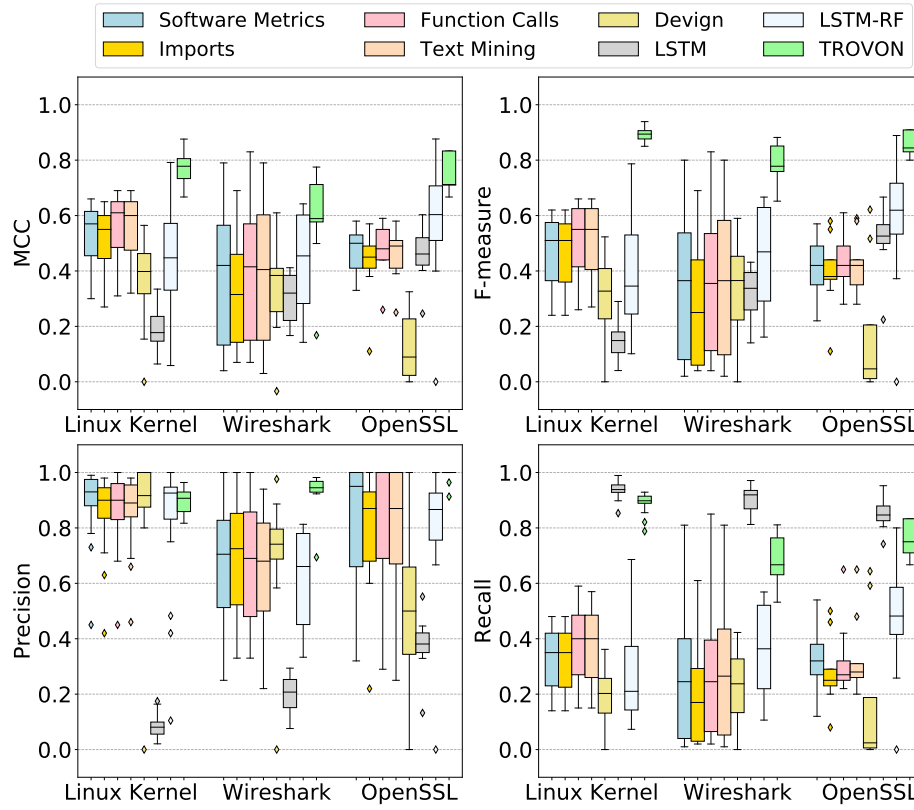 Software Metrics Function Calls Devign LSTM-RF
Imports Text Mining LSTM TROVON
MCC
1.0
0.8
0.6
0.4
0.2
0.0
Linux Kernel Wireshark OpenSSL
F-measure
1.0
0.8
0.6
0.4
0.2
0.0
Linux Kernel Wireshark OpenSSL
Precision
1.0
0.8
0.6
0.4
0.2
0.0
Linux Kernel Wireshark OpenSSL
Recall
1.0
0.8
0.6
0.4
0.2
0.0
Linux Kernel Wireshark OpenSSL